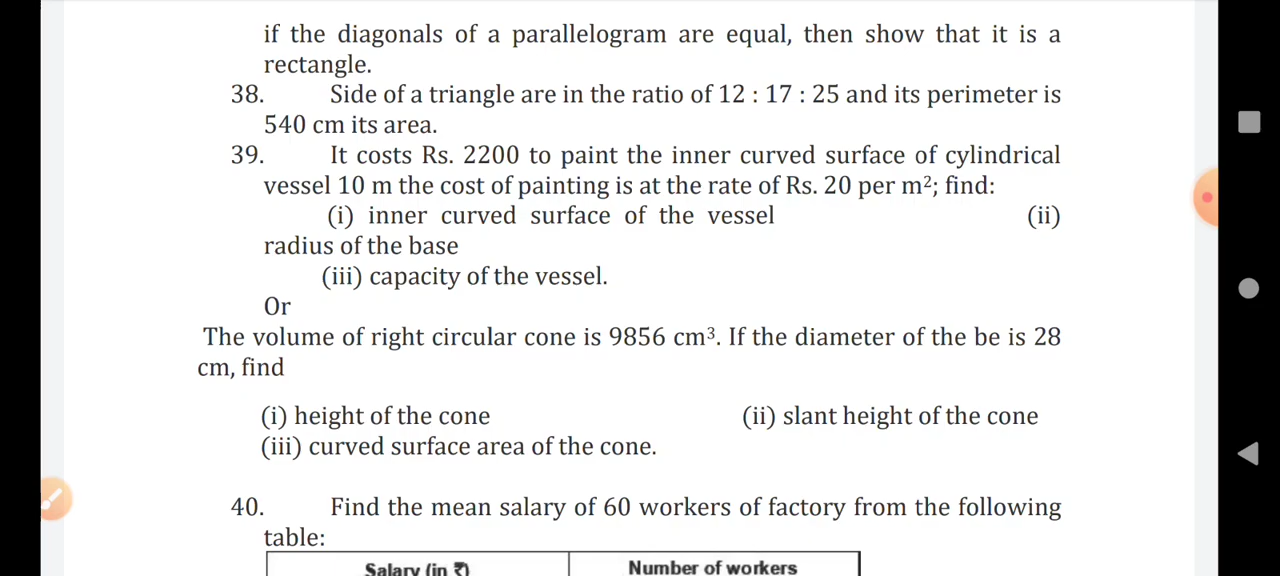 if the diagonals of a parallelogram are equal, then show that it is a
rectangle.
38. Side of a triangle are in the ratio of 12 : 17 : 25 and its perimeter is
540 cm its area.
39. It costs Rs. 2200 to paint the inner curved surface of cylindrical
vessel 10 m the cost of painting is at the rate of Rs. 20 per m²; find:
(i) inner curved surface of the vessel (ii)
radius of the base
(iii) capacity of the vessel.
Or
The volume of right circular cone is 9856 cm³. If the diameter of the be is 28
cm, find
(i) height of the cone (ii) slant height of the cone
(iii) curved surface area of the cone.
40. Find the mean salary of 60 workers of factory from the following
table:
Salary (in ₹) Number of workers